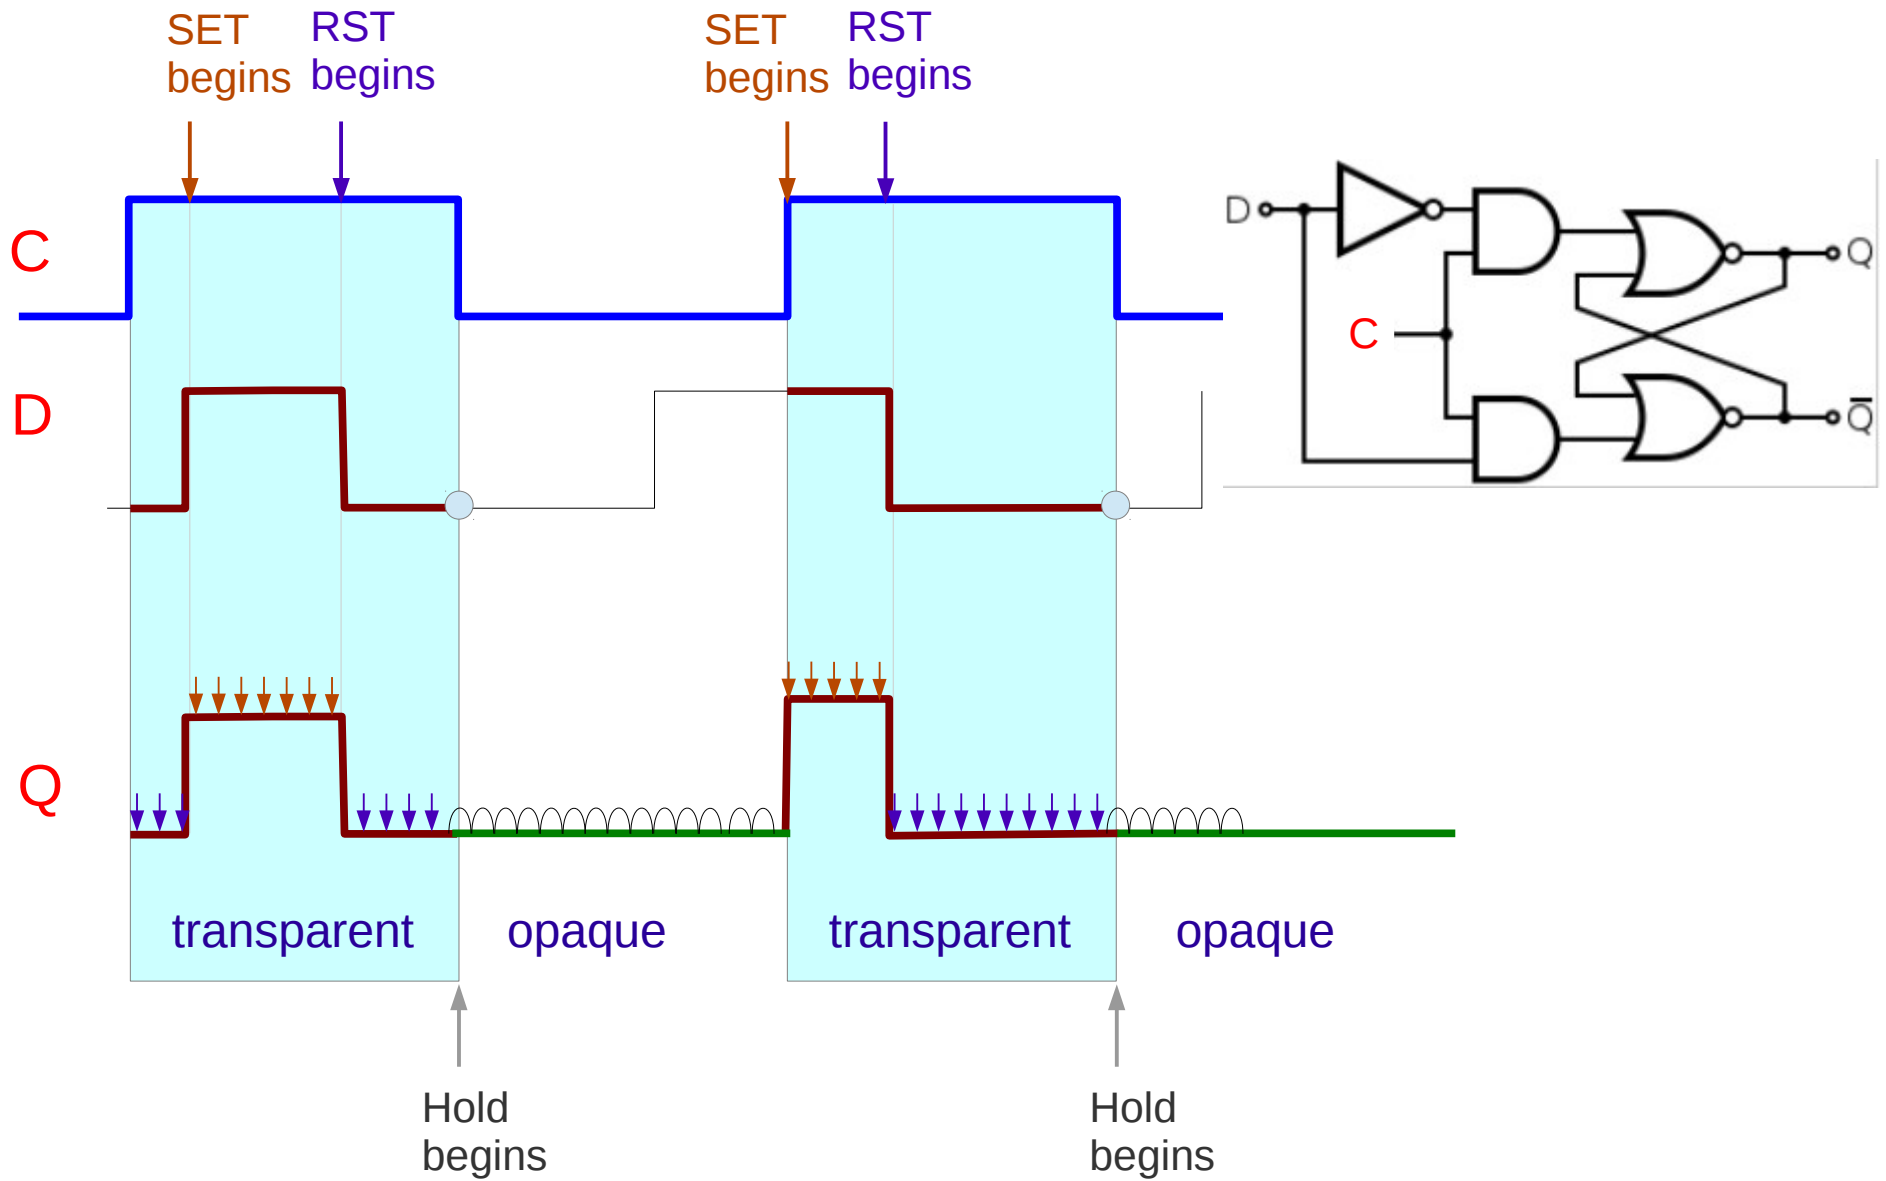 SET
begins
RST
begins
SET
begins
RST
begins
C
D
Q
D
C
Q
Q̅
transparent
opaque
transparent
opaque
Hold
begins
Hold
begins